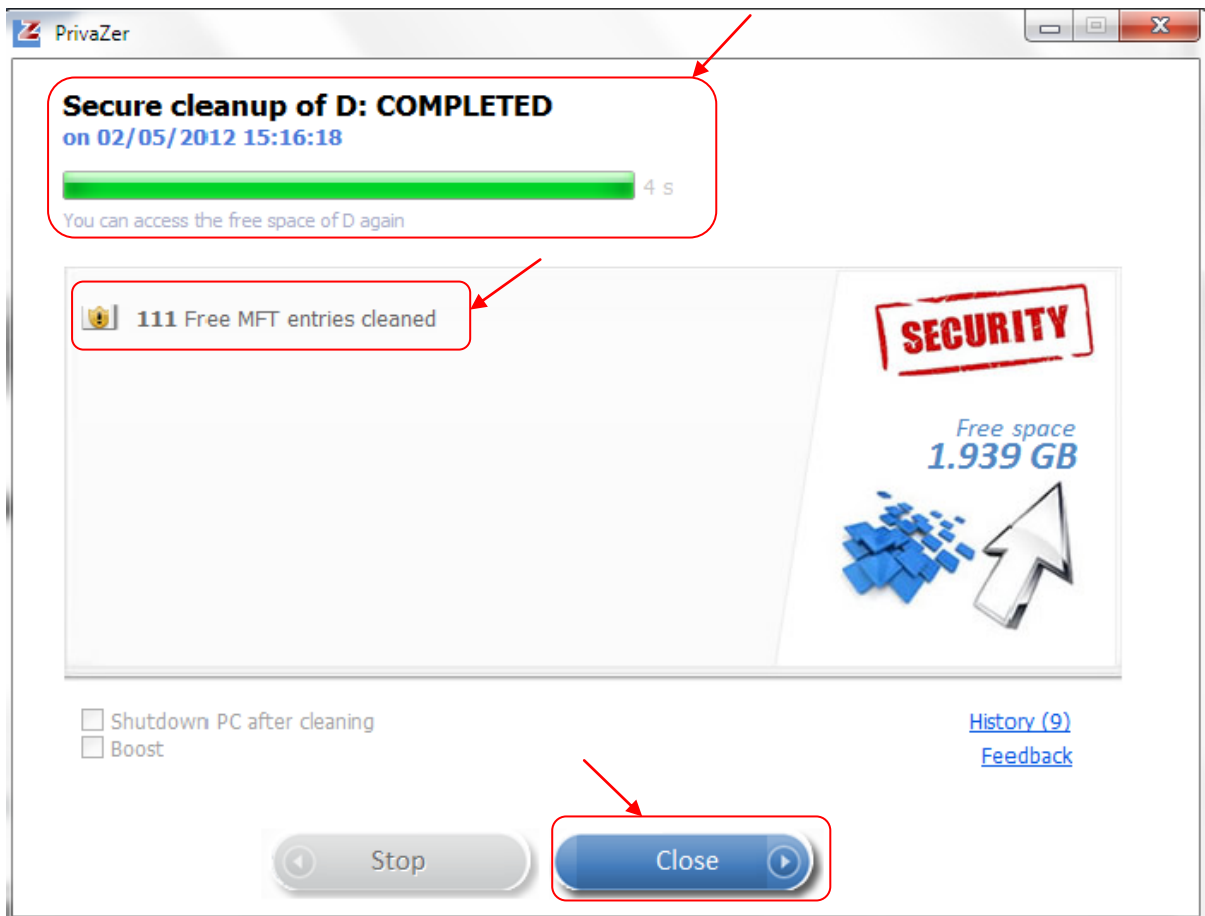 PrivaZer
Secure cleanup of D: COMPLETED
on 02/05/2012 15:16:18
4 s
You can access the free space of D again
111 Free MFT entries cleaned
SECURITY
Free space
1.939 GB
Shutdown PC after cleaning
Boost
History (9)
Feedback
Stop
Close